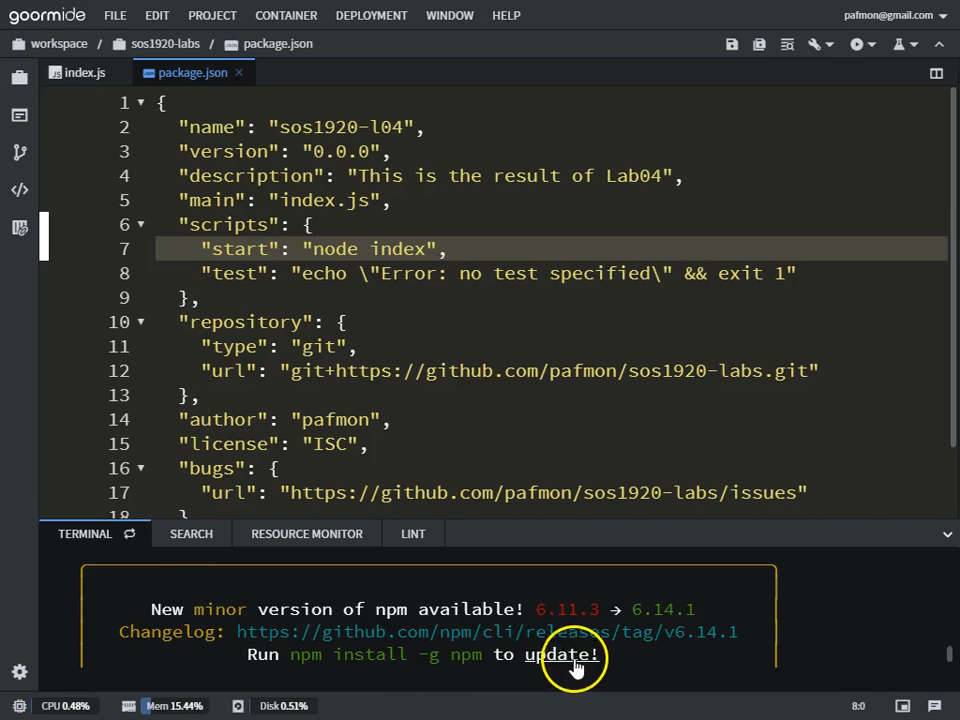 goormide FILE EDIT PROJECT CONTAINER DEPLOYMENT WINDOW HELP pafmon@gmail.com
workspace / sos1920-labs / package.json
index.js package.json ×
1 {
2 "name": "sos1920-l04",
3 "version": "0.0.0",
4 "description": "This is the result of Lab04",
5 "main": "index.js",
6 "scripts": {
7 "start": "node index",
8 "test": "echo \"Error: no test specified\" && exit 1"
9 },
10 "repository": {
11 "type": "git",
12 "url": "git+https://github.com/pafmon/sos1920-labs.git"
13 },
14 "author": "pafmon",
15 "license": "ISC",
16 "bugs": {
17 "url": "https://github.com/pafmon/sos1920-labs/issues"
18 }
TERMINAL SEARCH RESOURCE MONITOR LINT
New minor version of npm available! 6.11.3 → 6.14.1
Changelog: https://github.com/npm/cli/releases/tag/v6.14.1
Run npm install -g npm to update!
CPU 0.48% Mem 15.44% Disk 0.51% 8:0